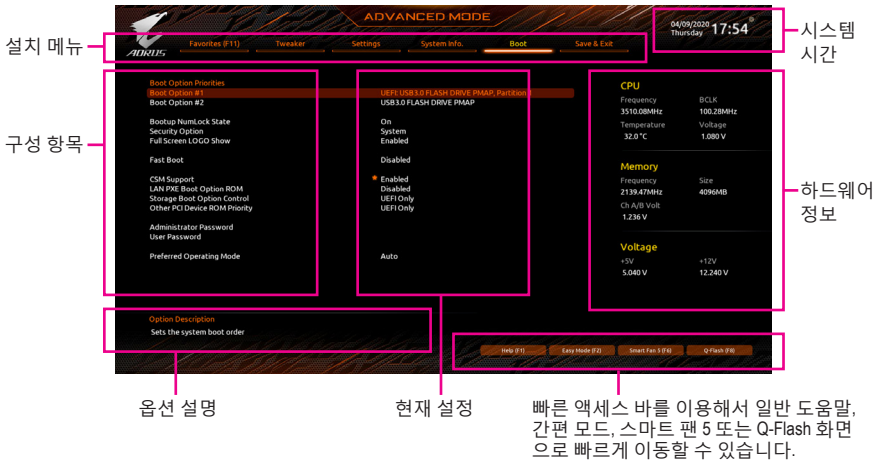 ADVANCED MODE
04/09/2020
Thursday
17:54
AORUS
Favorites (F11) Tweaker Settings System Info. Boot Save & Exit
설치 메뉴
시스템
시간
구성 항목
Boot Option Priorities
Boot Option #1 UEFI: USB3.0 FLASH DRIVE PMAP, Partition 1
Boot Option #2 USB3.0 FLASH DRIVE PMAP
Bootup NumLock State On
Security Option System
Full Screen LOGO Show Enabled
Fast Boot Disabled
CSM Support Enabled
LAN PXE Boot Option ROM Disabled
Storage Boot Option Control UEFI Only
Other PCI Device ROM Priority UEFI Only
Administrator Password
User Password
Preferred Operating Mode Auto
CPU
Frequency BCLK
3510.08MHz 100.28MHz
Temperature Voltage
32.0 °C 1.080 V
Memory
Frequency Size
2139.47MHz 4096MB
Ch A/B Volt
1.236 V
Voltage
+5V +12V
5.040 V 12.240 V
하드웨어
정보
Option Description
Sets the system boot order
Help (F1) Easy Mode (F2) Smart Fan 5 (F6) Q-Flash (F8)
옵션 설명
현재 설정
빠른 액세스 바를 이용해서 일반 도움말,
간편 모드, 스마트 팬 5 또는 Q-Flash 화면
으로 빠르게 이동할 수 있습니다.